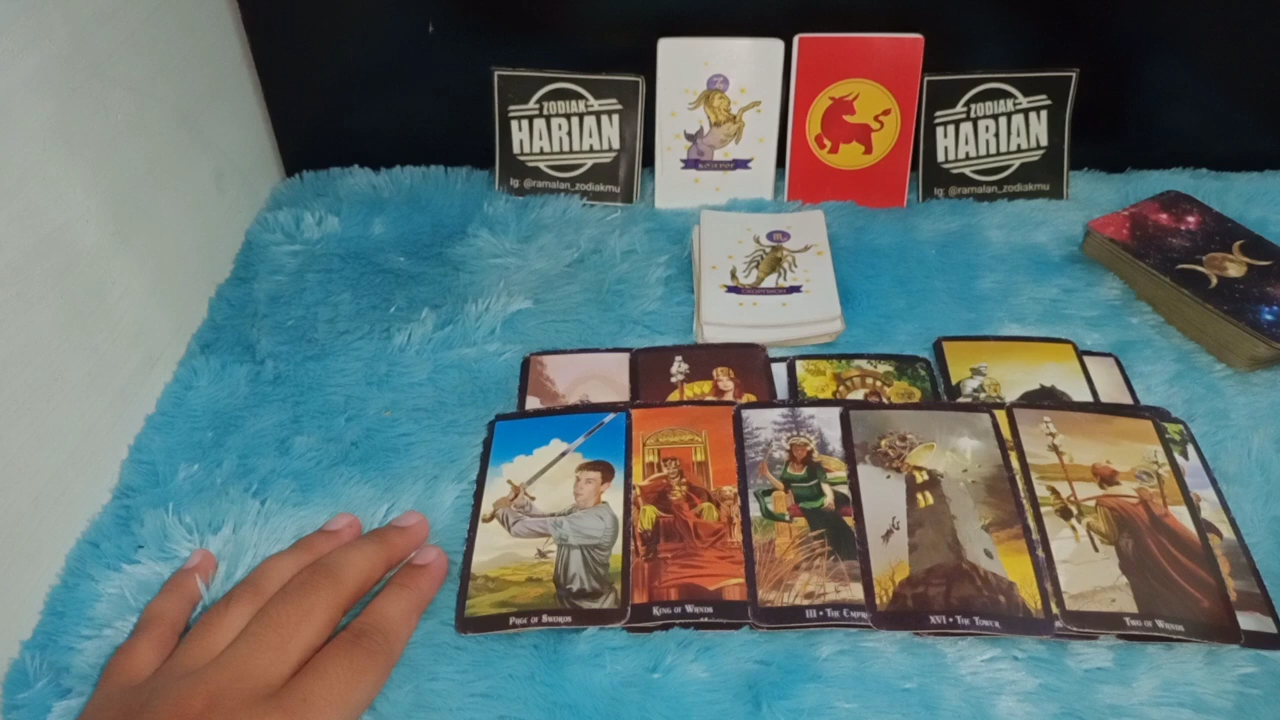 ZODIAK
HARIAN
Ig: @ramalan_zodiakmu
ZODIAK
HARIAN
Ig: @ramalan_zodiakmu
PAGE OF SWORDS
KING OF WANDS
III • THE EMPR
XVI • THE TOWER
TWO OF WANDS